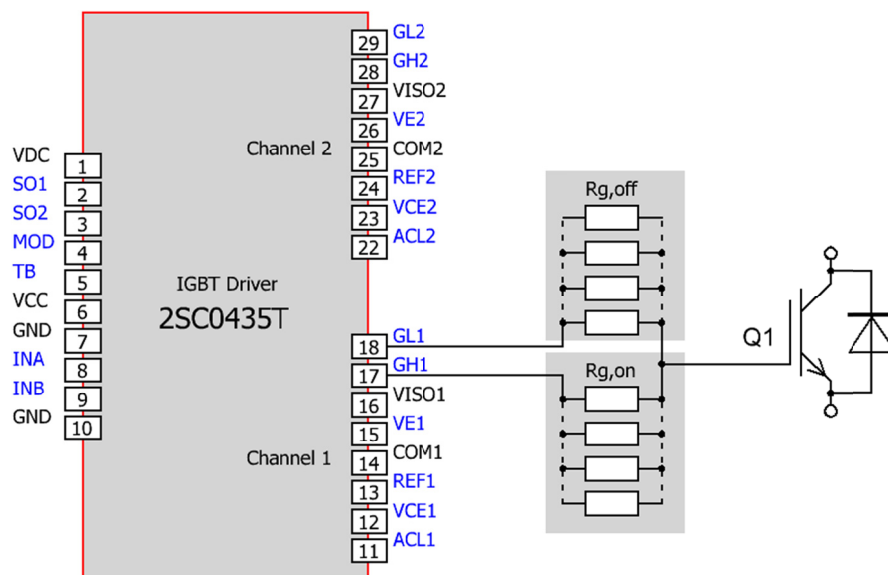 VDC
1
SO1
2
SO2
3
MOD
4
TB
5
VCC
6
GND
7
INA
8
INB
9
GND
10
IGBT Driver
2SC0435T
Channel 2
29
GL2
28
GH2
27
VISO2
26
VE2
25
COM2
24
REF2
23
VCE2
22
ACL2
Channel 1
18
GL1
17
GH1
16
VISO1
15
VE1
14
COM1
13
REF1
12
VCE1
11
ACL1
Rg,off
Rg,on
Q1